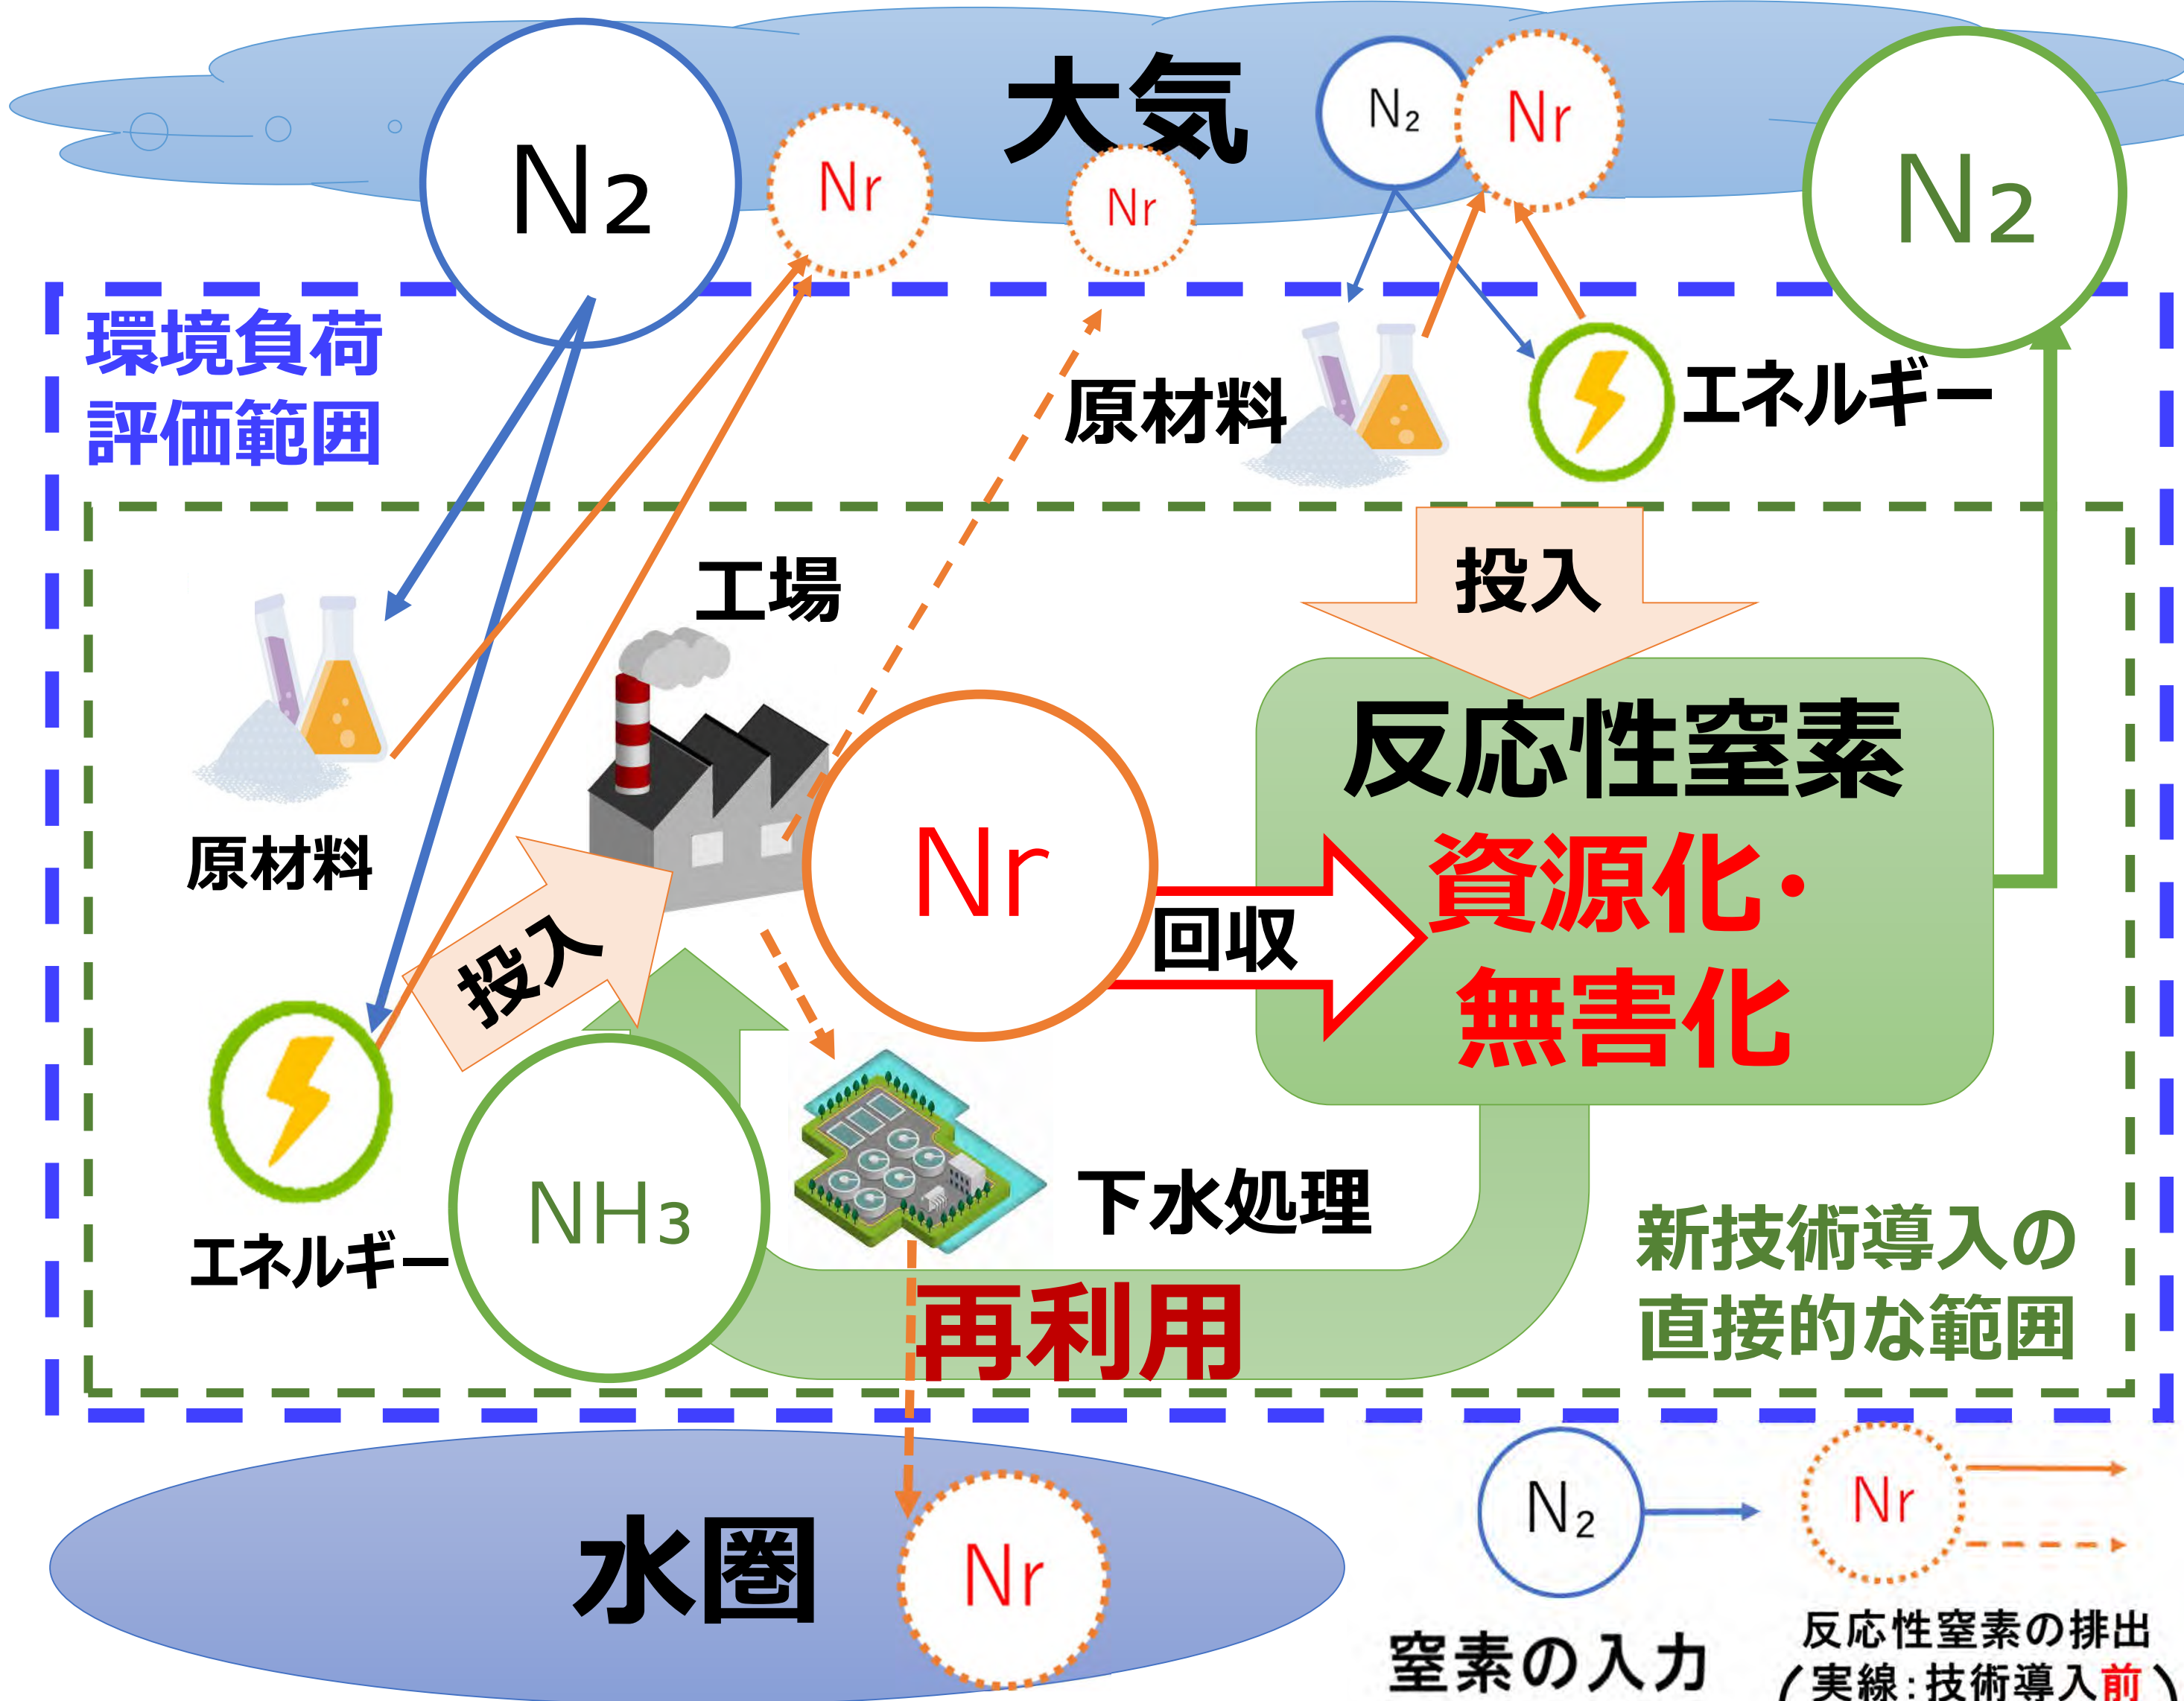 大気
N₂
Nr
Nr
N₂
Nr
N₂
環境負荷
評価範囲
原材料
エネルギー
工場
投入
原材料
反応性窒素
資源化・
無害化
Nr
回収
投入
エネルギー
NH₃
下水処理
再利用
新技術導入の
直接的な範囲
水圏
Nr
N₂
Nr
窒素の入力
反応性窒素の排出
(実線:技術導入前)